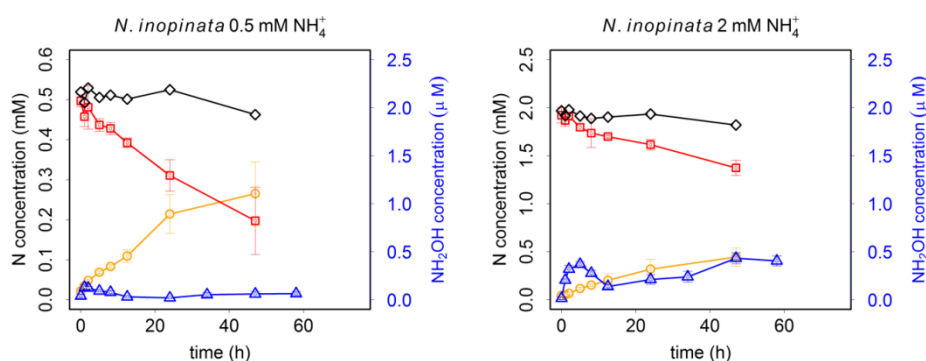 N. inopinata 0.5 mM NH₄⁺
N concentration (mM)
0.6
0.5
0.4
0.3
0.2
0.1
0.0
2.5
2.0
1.5
1.0
0.5
0.0
NH₂OH concentration (μ M)
0 20 40 60
time (h)
N. inopinata 2 mM NH₄⁺
N concentration (mM)
2.5
2.0
1.5
1.0
0.5
0.0
2.5
2.0
1.5
1.0
0.5
0.0
NH₂OH concentration (μ M)
0 20 40 60
time (h)